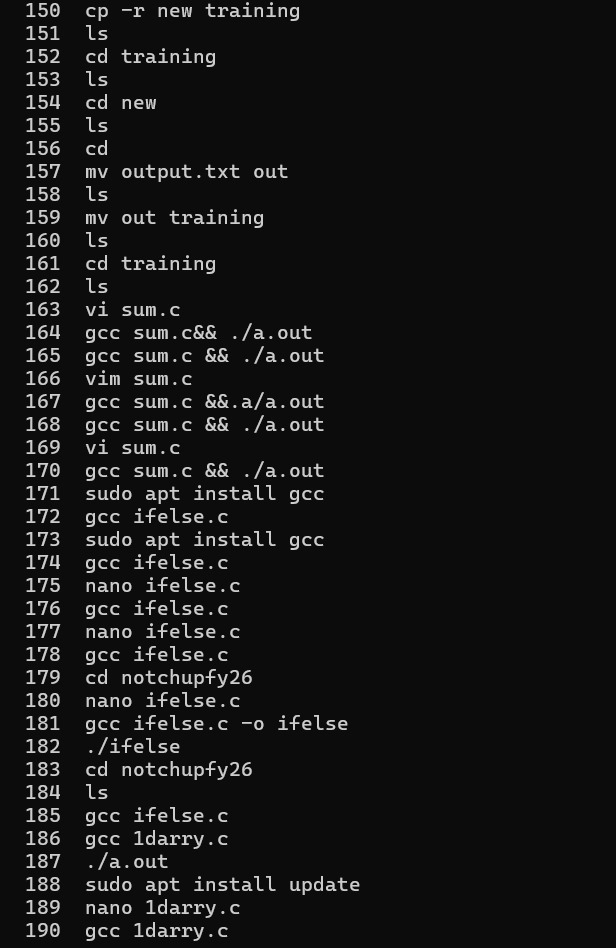 150 cp -r new training
151 ls
152 cd training
153 ls
154 cd new
155 ls
156 cd
157 mv output.txt out
158 ls
159 mv out training
160 ls
161 cd training
162 ls
163 vi sum.c
164 gcc sum.c&& ./a.out
165 gcc sum.c && ./a.out
166 vim sum.c
167 gcc sum.c &&.a/a.out
168 gcc sum.c && ./a.out
169 vi sum.c
170 gcc sum.c && ./a.out
171 sudo apt install gcc
172 gcc ifelse.c
173 sudo apt install gcc
174 gcc ifelse.c
175 nano ifelse.c
176 gcc ifelse.c
177 nano ifelse.c
178 gcc ifelse.c
179 cd notchupfy26
180 nano ifelse.c
181 gcc ifelse.c -o ifelse
182 ./ifelse
183 cd notchupfy26
184 ls
185 gcc ifelse.c
186 gcc 1darry.c
187 ./a.out
188 sudo apt install update
189 nano 1darry.c
190 gcc 1darry.c